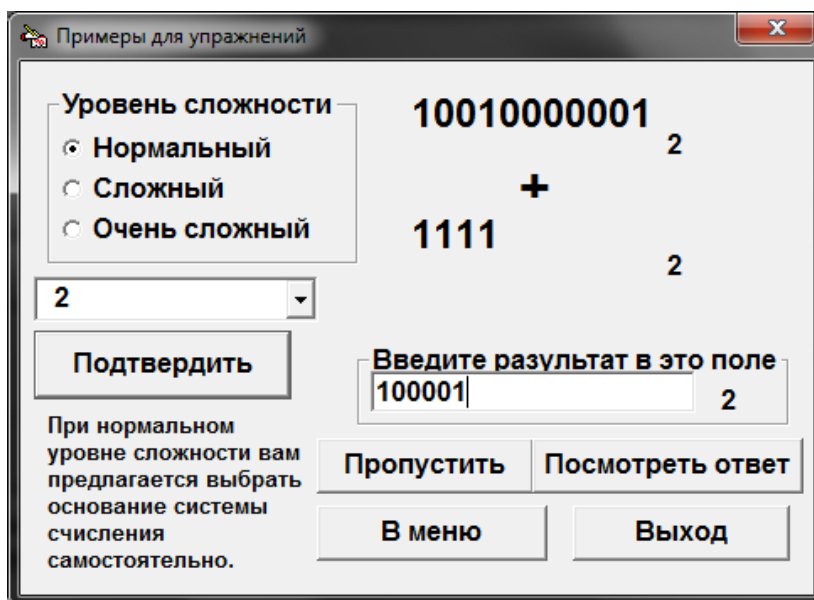 Примеры для упражнений
Уровень сложности
Нормальный
Сложный
Очень сложный
10010000001
2
+
1111
2
2
Подтвердить
При нормальном
уровне сложности вам
предлагается выбрать
основание системы
счисления
самостоятельно.
Введите разультат в это поле
100001
2
Пропустить
Посмотреть ответ
В меню
Выход